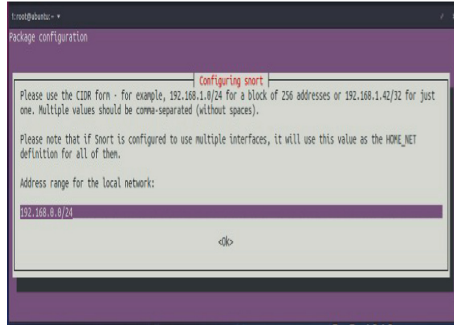 1:root@ubuntu: ~ ▾
Package configuration
Configuring snort
Please use the CIDR form - for example, 192.168.1.0/24 for a block of 256 addresses or 192.168.1.42/32 for just
one. Multiple values should be comma-separated (without spaces).
Please note that if Snort is configured to use multiple interfaces, it will use this value as the HOME_NET
definition for all of them.
Address range for the local network:
192.168.0.0/24
<Ok>